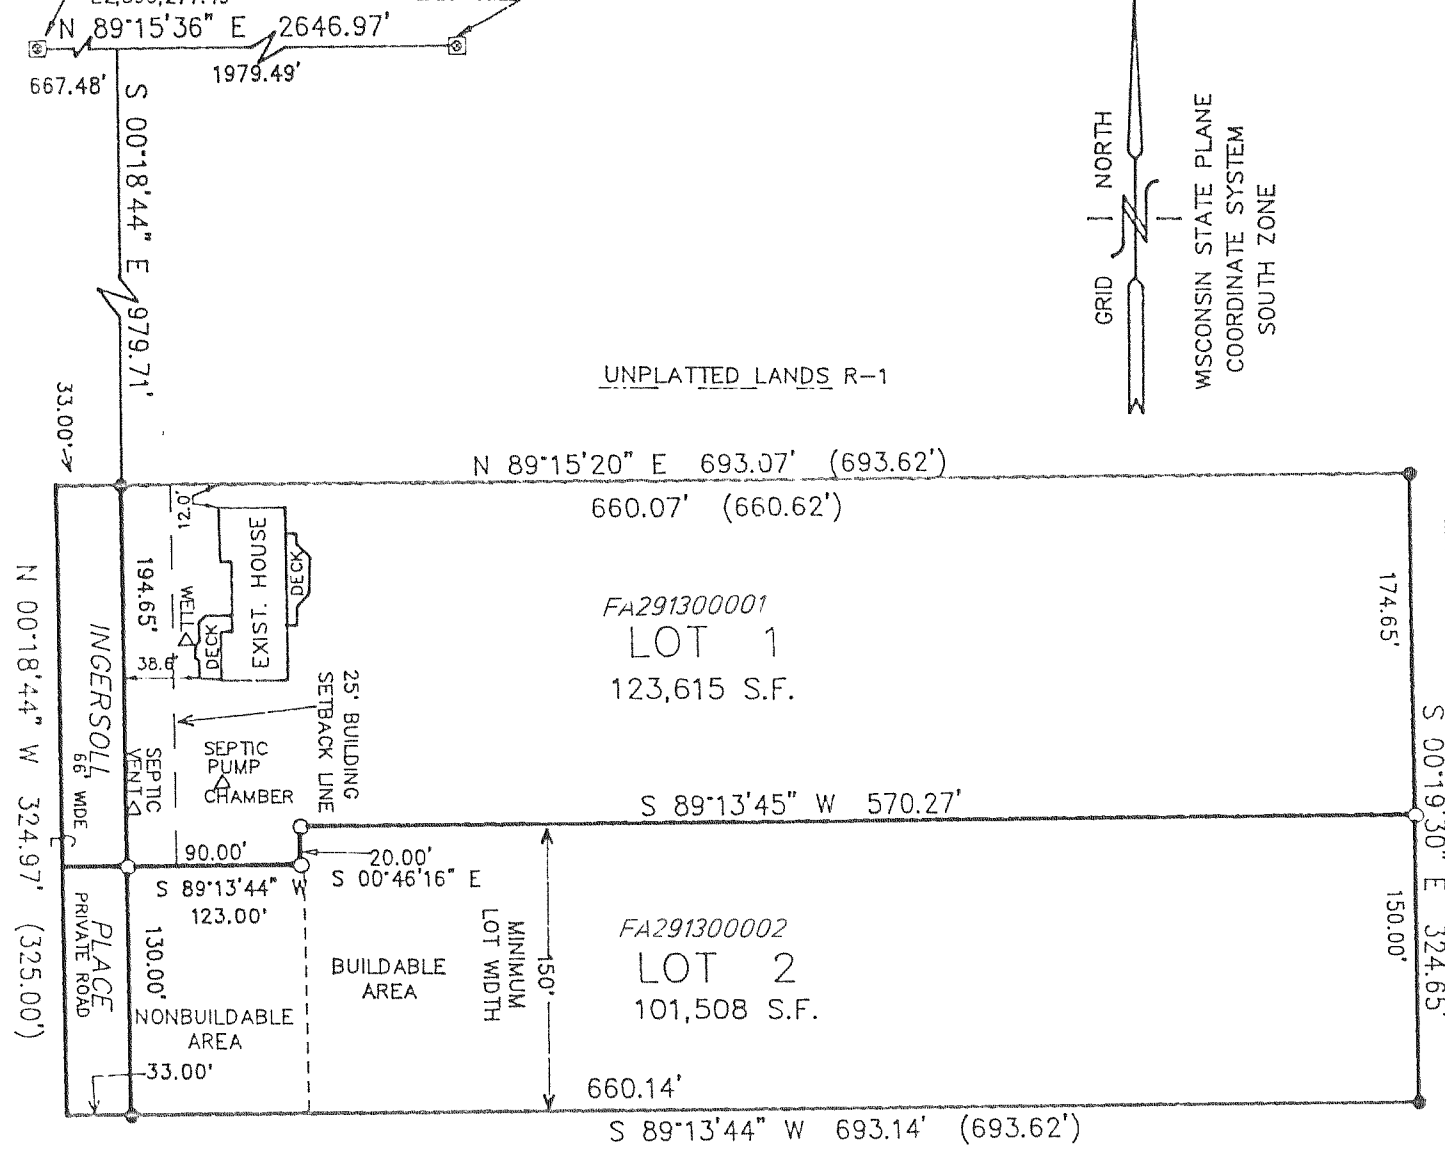 N 89°15'36" E 2646.97'
667.48'
1979.49'
S 00°18'44" E 979.71'
33.00'
GRID NORTH
WISCONSIN STATE PLANE
COORDINATE SYSTEM
SOUTH ZONE
UNPLATTED LANDS R-1
N 89°15'20" E 693.07' (693.62')
660.07' (660.62')
12.0'
EXIST. HOUSE
DECK
DECK
WELL
194.65'
38.6'
INGERSOLL
66' WIDE
N 00°18'44" W 324.97' (325.00')
FA291300001
LOT 1
123,615 S.F.
174.65'
S 00°19'30" E 324.65'
25' BUILDING
SETBACK LINE
SEPTIC
VENT
SEPTIC
PUMP
CHAMBER
S 89°13'45" W 570.27'
90.00'
20.00'
S 00°46'16" E
S 89°13'44" W
123.00'
PLACE
PRIVATE ROAD
130.00'
BUILDABLE
AREA
NONBUILDABLE
AREA
33.00'
150'
MINIMUM
LOT WIDTH
FA291300002
LOT 2
101,508 S.F.
150.00'
660.14'
S 89°13'44" W 693.14' (693.62')